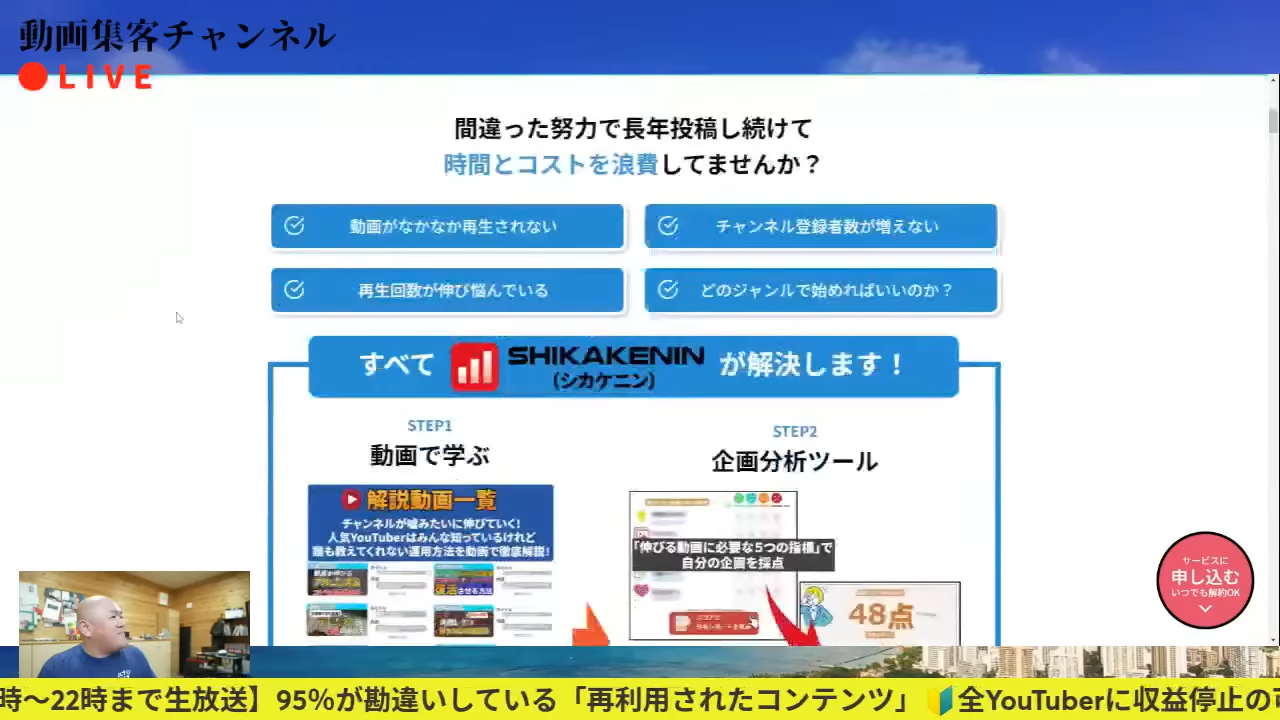 動画集客チャンネル
LIVE
間違った努力で長年投稿し続けて
時間とコストを浪費してませんか？
動画がなかなか再生されない
チャンネル登録者数が増えない
再生回数が伸び悩んでいる
どのジャンルで始めればいいのか？
すべて SHIKAKENIN (シカケニン) が解決します！
STEP1
動画で学ぶ
STEP2
企画分析ツール
解説動画一覧
チャンネルが嘘みたいに伸びていく!
人気YouTuberはみんな知っているけれど
誰も教えてくれない運用方法を動画で徹底解説!
「伸びる動画に必要な5つの指標」で
自分の企画を採点
48点
サービスに
申し込む
いつでも解約OK
時～22時まで生放送】95%が勘違いしている「再利用されたコンテンツ」🔰全YouTuberに収益停止の